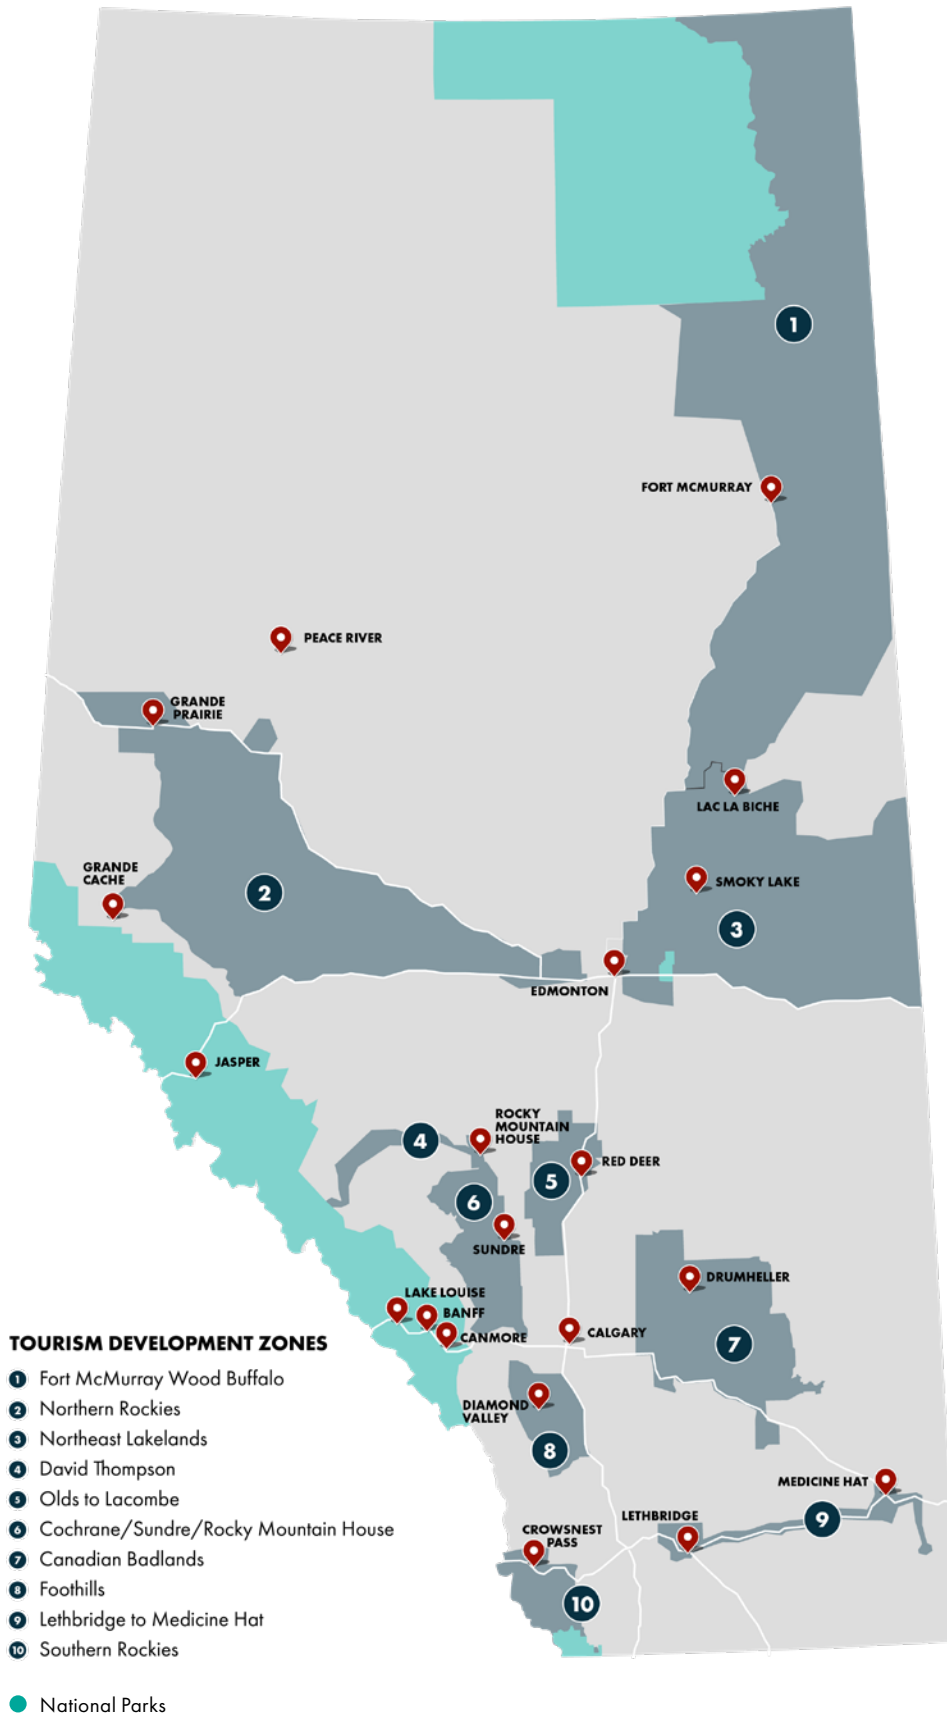 1
FORT MCMURRAY
PEACE RIVER
GRANDE
PRAIRIE
LAC LA BICHE
GRANDE
CACHE
2
SMOKY LAKE
3
EDMONTON
JASPER
ROCKY
MOUNTAIN
HOUSE
4
RED DEER
5
6
SUNDRE
DRUMHELLER
LAKE LOUISE
BANFF
CANMORE
CALGARY
7
DIAMOND
VALLEY
8
MEDICINE HAT
LETHBRIDGE
9
CROWSNEST
PASS
10
TOURISM DEVELOPMENT ZONES
1 Fort McMurray Wood Buffalo
2 Northern Rockies
3 Northeast Lakelands
4 David Thompson
5 Olds to Lacombe
6 Cochrane/Sundre/Rocky Mountain House
7 Canadian Badlands
8 Foothills
9 Lethbridge to Medicine Hat
10 Southern Rockies
National Parks